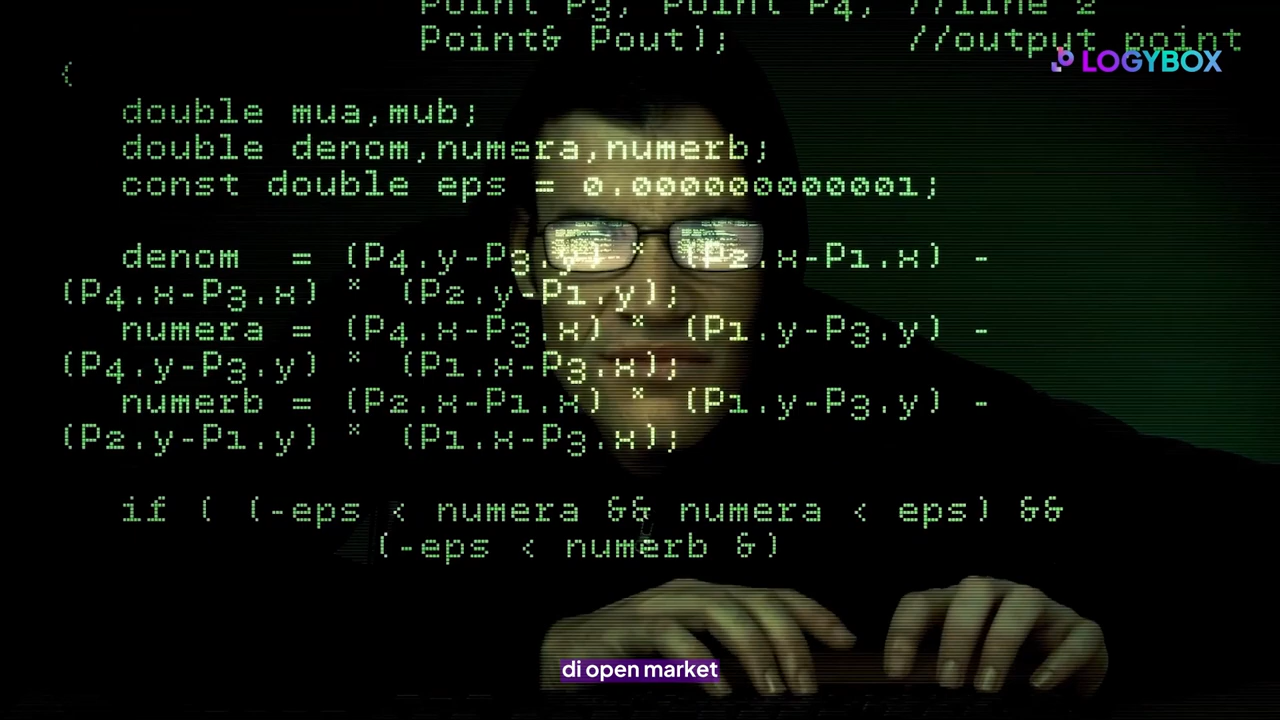 Point P3, Point P4, //line 2
Point& Pout); //output point
LOGYBOX
{
double mua,mub;
double denom,numera,numerb;
const double eps = 0.000000000001;
denom = (P4.y-P3.y) * (P2.x-P1.x) -
(P4.x-P3.x) * (P2.y-P1.y);
numera = (P4.x-P3.x) * (P1.y-P3.y) -
(P4.y-P3.y) * (P1.x-P3.x);
numerb = (P2.x-P1.x) * (P1.y-P3.y) -
(P2.y-P1.y) * (P1.x-P3.x);
if ( (-eps < numera && numera < eps) &&
(-eps < numerb &)
di open market